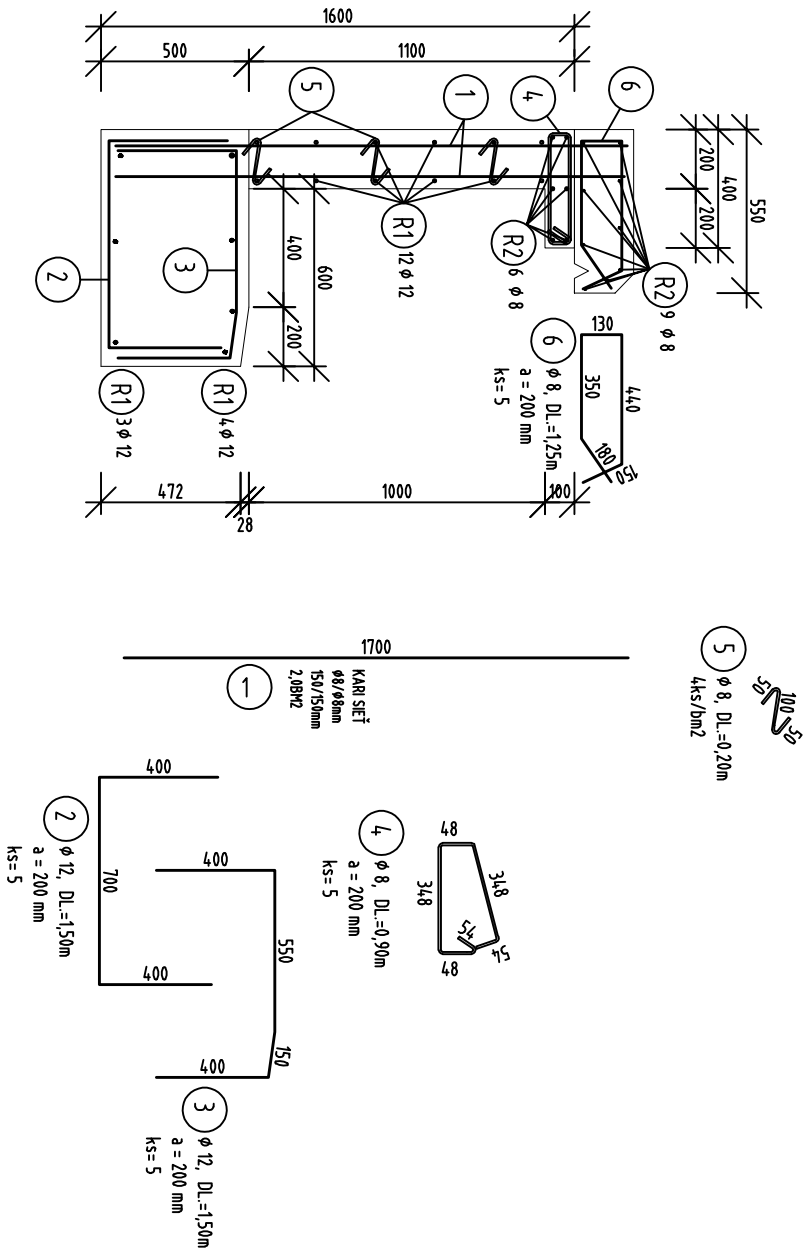 1600
500
1100
5
1
4
6
200
200
400
550
R1 12 φ 12
R2 6 φ 8
R2 9 φ 8
400
200
600
2
3
R1 3 φ 12
R1 4 φ 12
472
28
1000
100
130
350
440
180
150
6
φ 8, DL.=1,25m
a = 200 mm
ks= 5
1700
1
KARI SIEŤ
φ8/φ8mm
150/150mm
2,0BM2
50
100
50
5
φ 8, DL.=0,20m
4ks/bm2
48
348
348
54
54
48
4
φ 8, DL.=0,90m
a = 200 mm
ks= 5
400
700
400
2
φ 12, DL.=1,50m
a = 200 mm
ks= 5
400
550
150
400
3
φ 12, DL.=1,50m
a = 200 mm
ks= 5